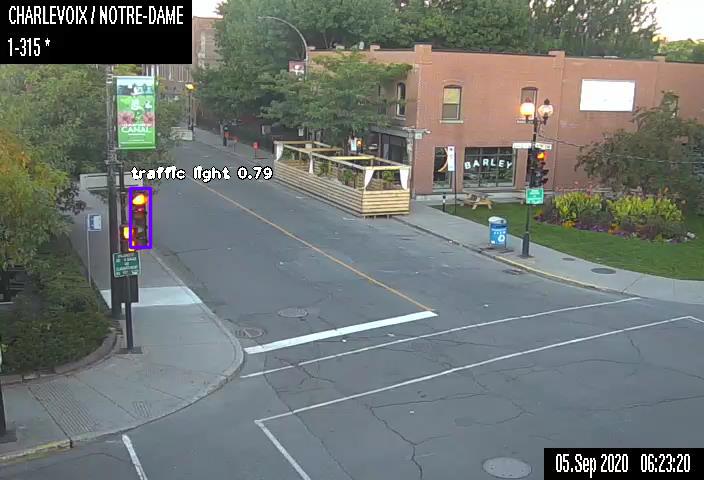 CHARLEVOIX / NOTRE-DAME
1-315 *
CANAL
traffic light 0.79
BARLEY
05.Sep 2020 06:23:20